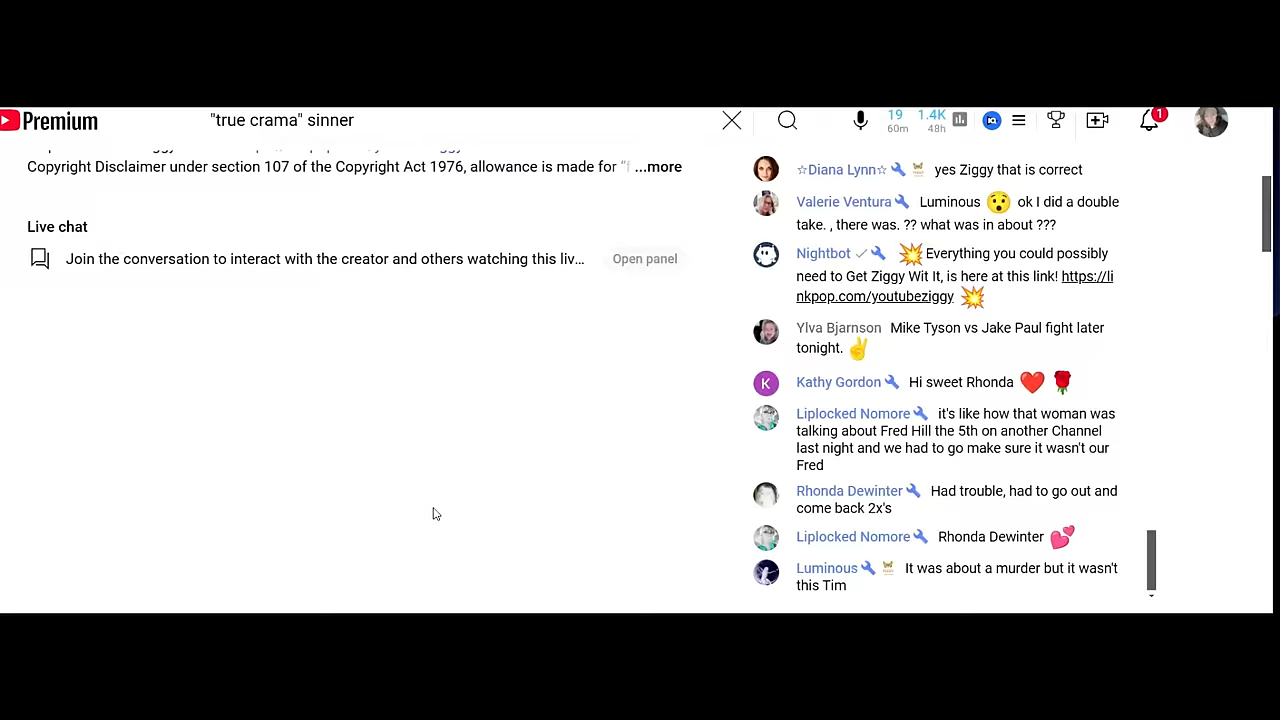 Premium
"true crama" sinner
19
60m
1.4K
48h
1
Copyright Disclaimer under section 107 of the Copyright Act 1976, allowance is made for “f ...more
Live chat
Join the conversation to interact with the creator and others watching this liv...
Open panel
☆Diana Lynn☆ yes Ziggy that is correct
Valerie Ventura Luminous 😯 ok I did a double
take. , there was. ?? what was in about ???
Nightbot 💥Everything you could possibly
need to Get Ziggy Wit It, is here at this link! https://li
nkpop.com/youtubeziggy 💥
Ylva Bjarnson Mike Tyson vs Jake Paul fight later
tonight. ✌️
K
Kathy Gordon Hi sweet Rhonda ❤️ 🌹
Liplocked Nomore it's like how that woman was
talking about Fred Hill the 5th on another Channel
last night and we had to go make sure it wasn't our
Fred
Rhonda Dewinter Had trouble, had to go out and
come back 2x's
Liplocked Nomore Rhonda Dewinter 💕
Luminous It was about a murder but it wasn't
this Tim